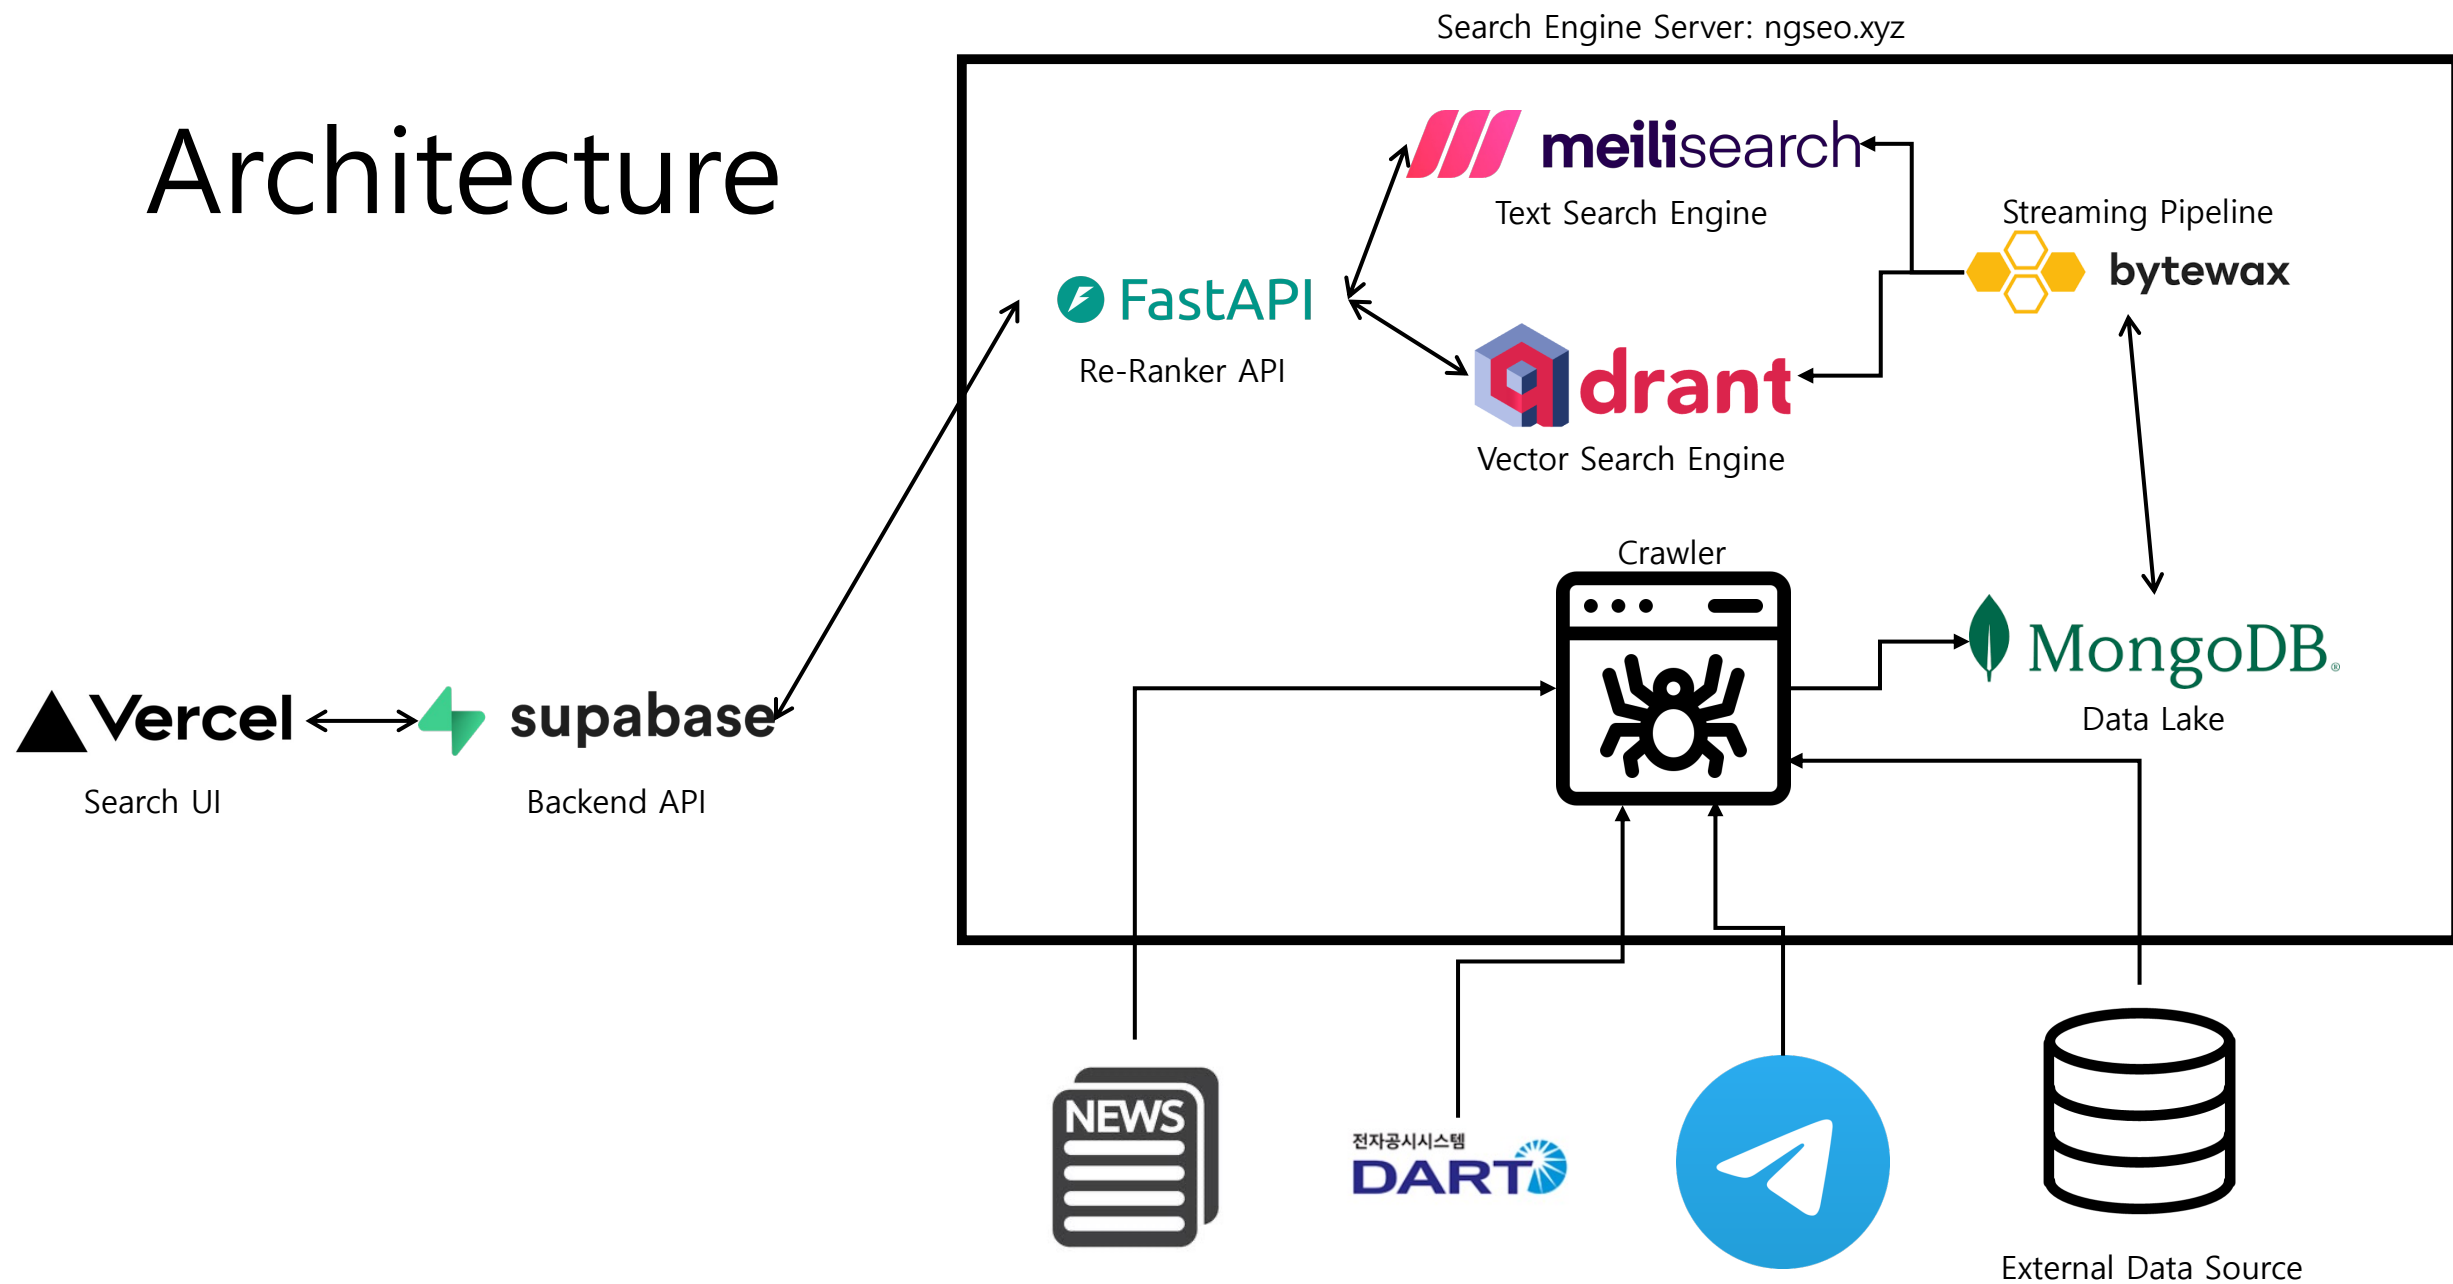 Search Engine Server: ngseo.xyz
Architecture
meilisearch
Text Search Engine
Streaming Pipeline
bytewax
FastAPI
Re-Ranker API
qdrant
Vector Search Engine
Crawler
MongoDB®
Data Lake
Vercel
Search UI
supabase
Backend API
NEWS
전자공시시스템
DART
External Data Source